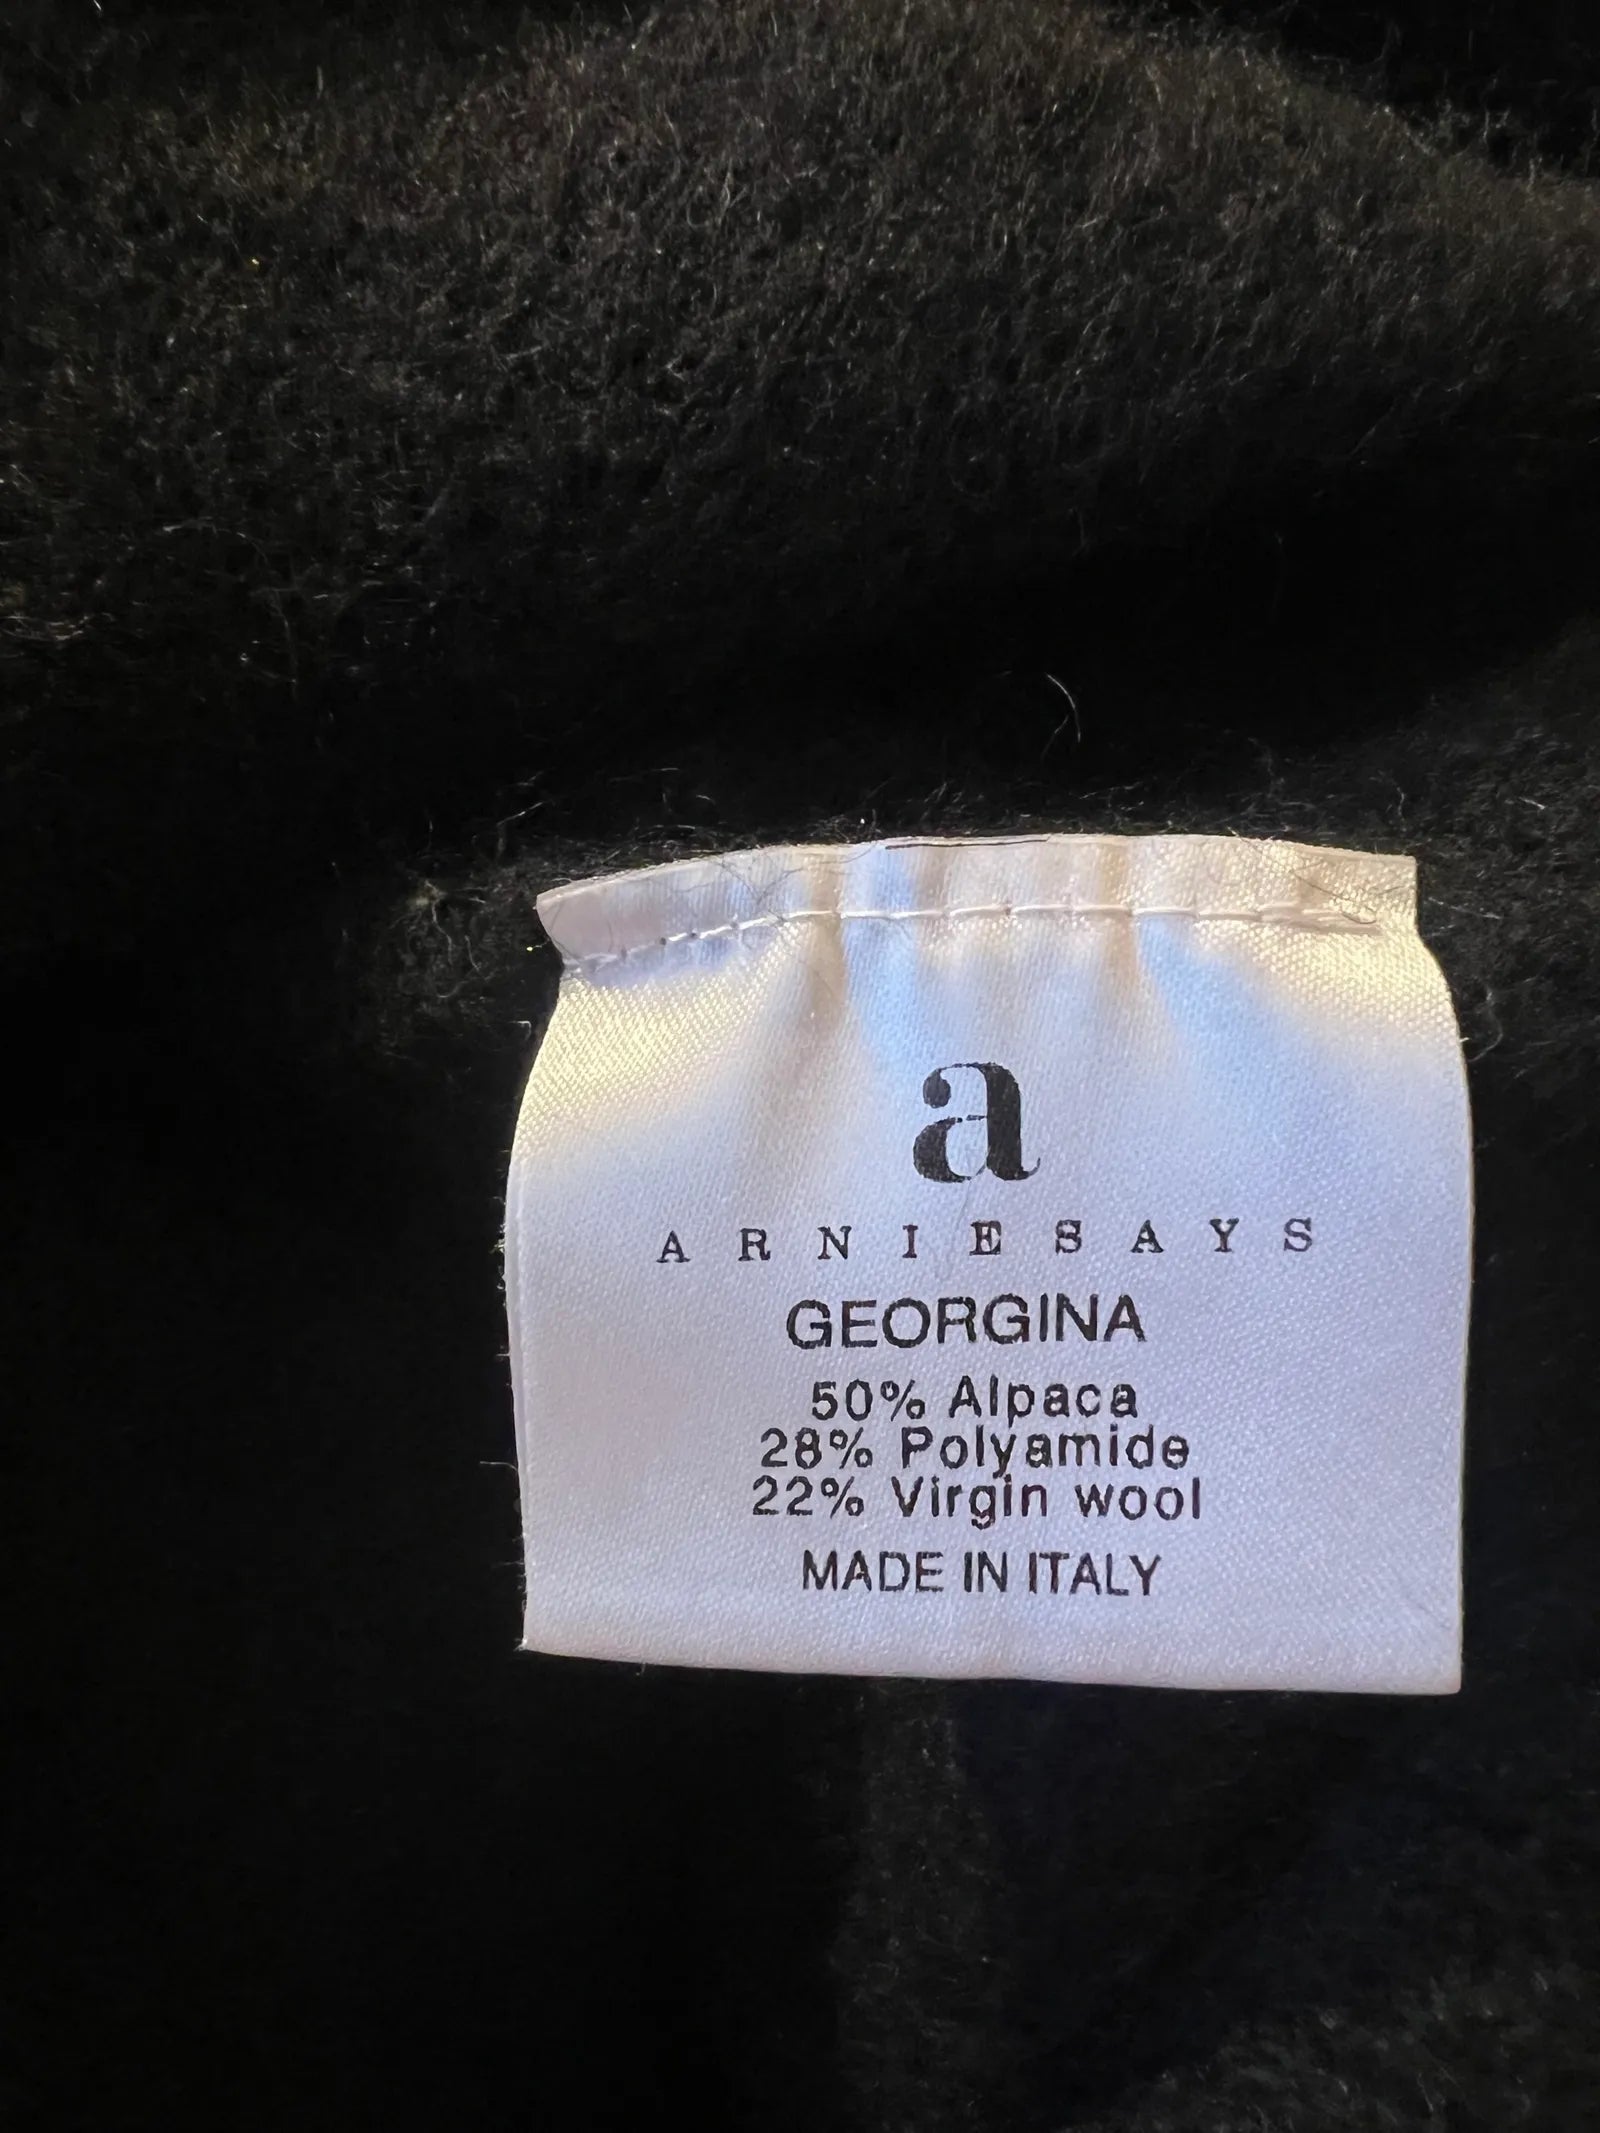 a
ARNIESAYS
GEORGINA
50% Alpaca
28% Polyamide
22% Virgin wool
MADE IN ITALY